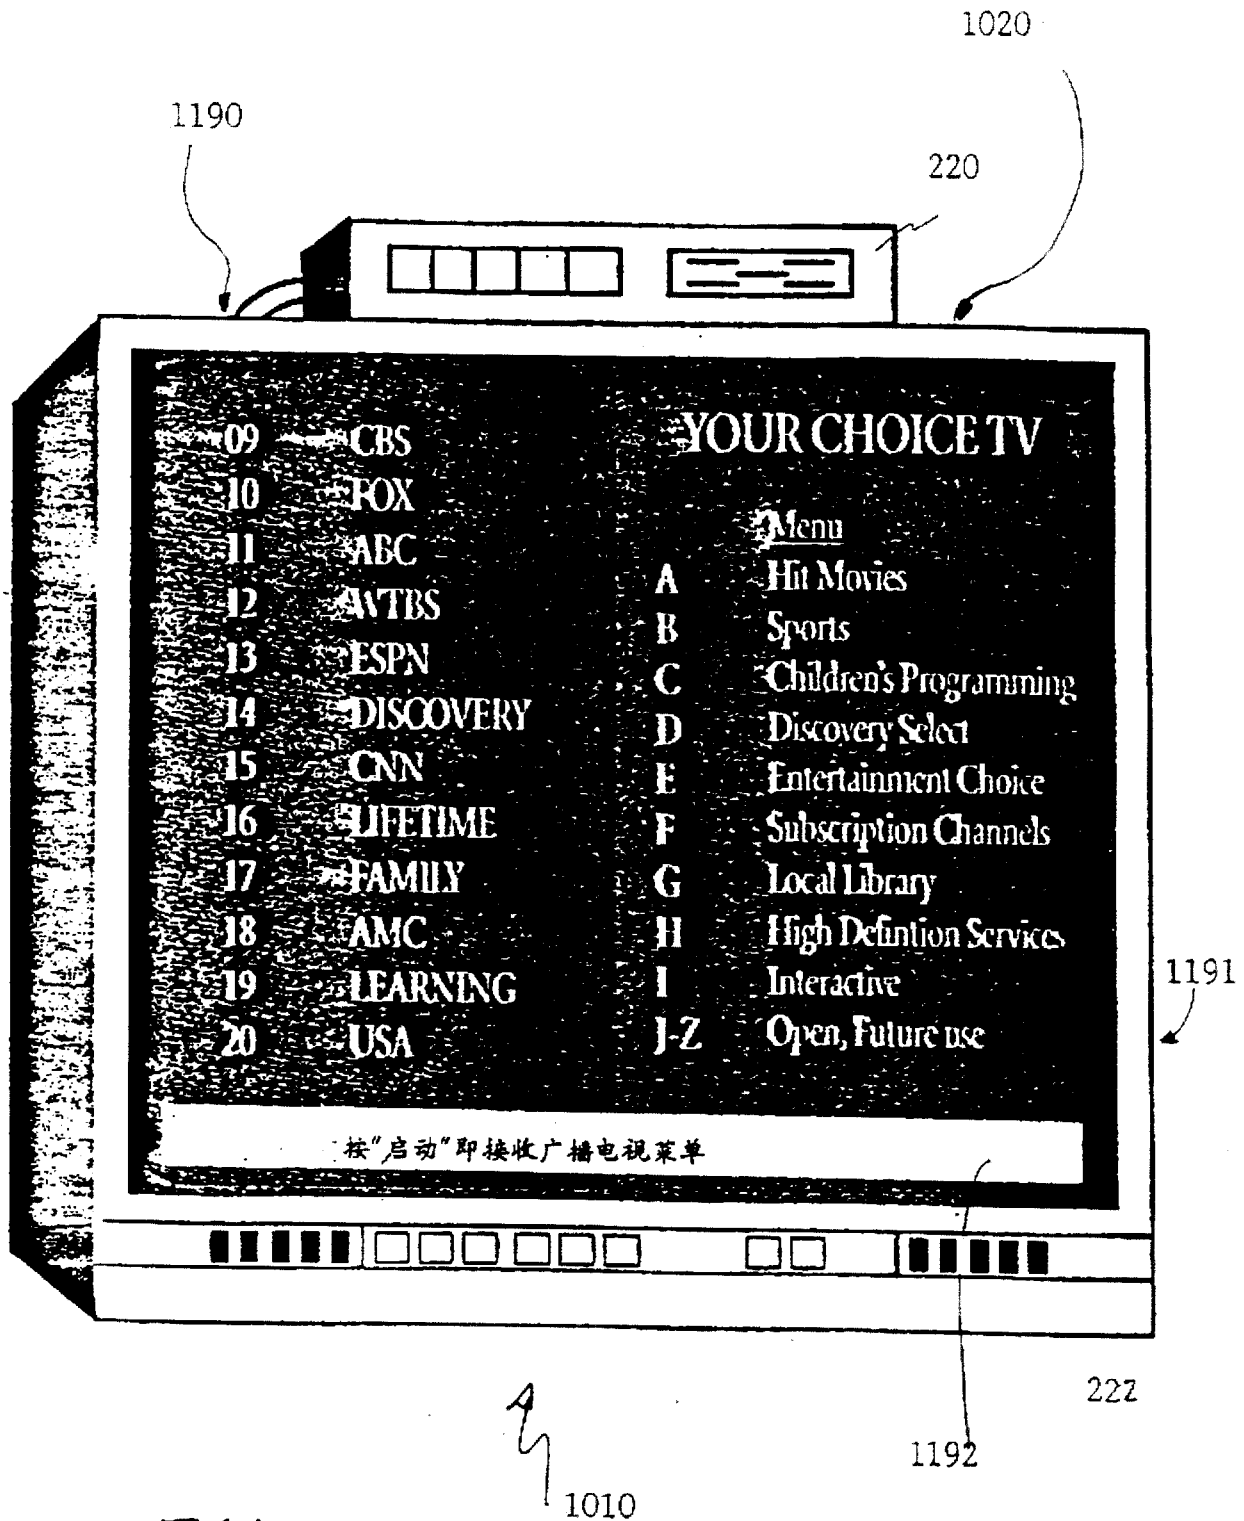 1020
1190
220
09 CBS
10 FOX
11 ABC
12 WTBS
13 ESPN
14 DISCOVERY
15 CNN
16 LIFETIME
17 FAMILY
18 AMC
19 LEARNING
20 USA
YOUR CHOICE TV
Menu
A Hit Movies
B Sports
C Children's Programming
D Discovery Select
E Entertainment Choice
F Subscription Channels
G Local Library
H High Defintion Services
I Interactive
J-Z Open, Future use
1191
按"启动"即接收广播电视菜单
222
1192
1010